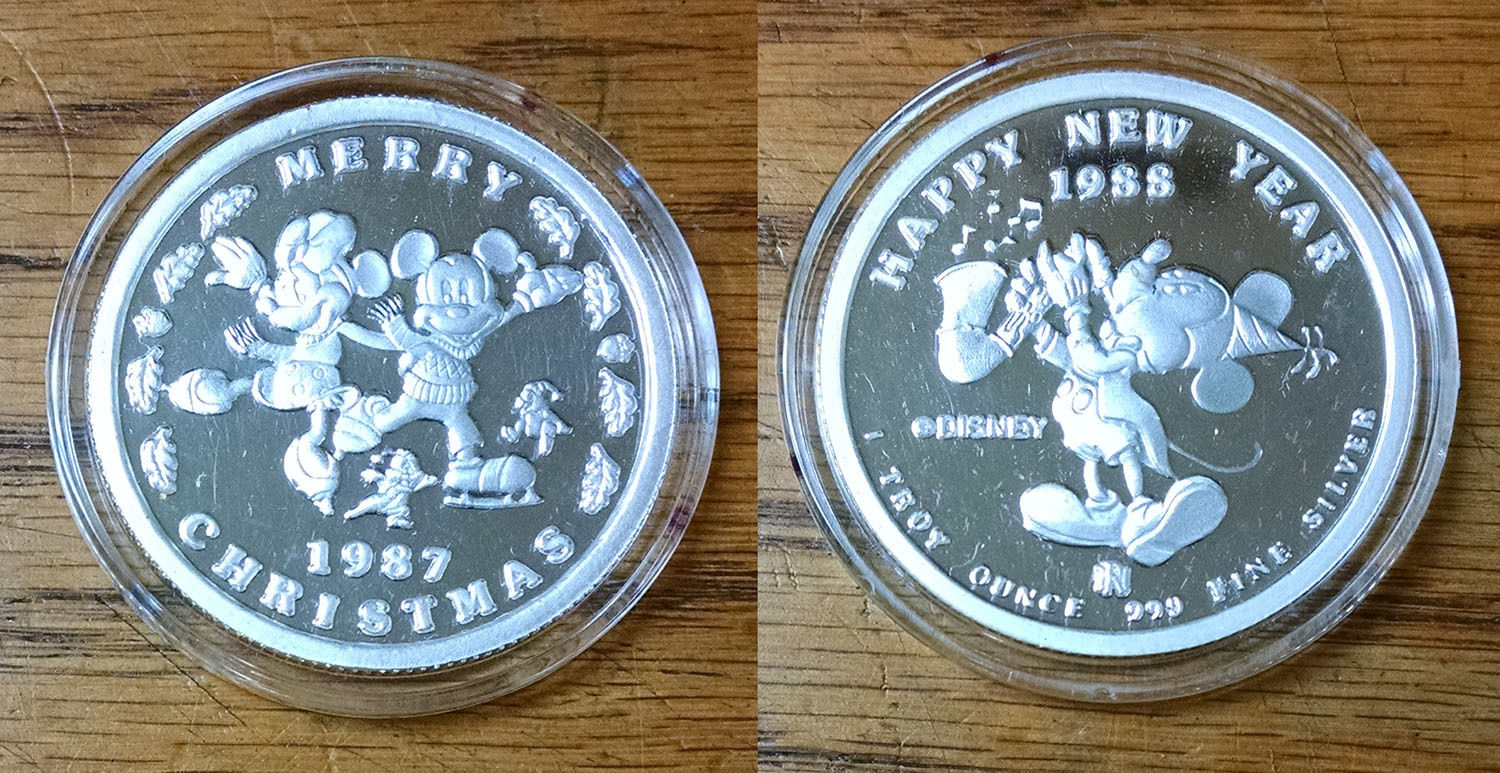 MERRY
1987
CHRISTMAS
HAPPY NEW YEAR
1988
©DISNEY
1 TROY OUNCE 999 FINE SILVER